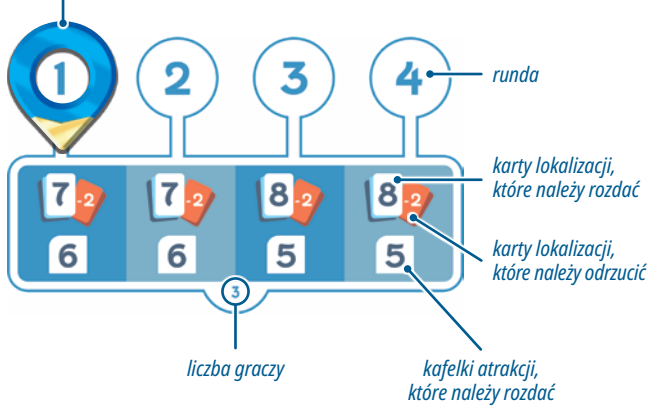 1 2 3 4
runda
7 -2 7 -2 8 -2 8 -2
karty lokalizacji,
które należy rozdać
6 6 5 5
karty lokalizacji,
które należy odrzucić
3
liczba graczy
kafelki atrakcji,
które należy rozdać